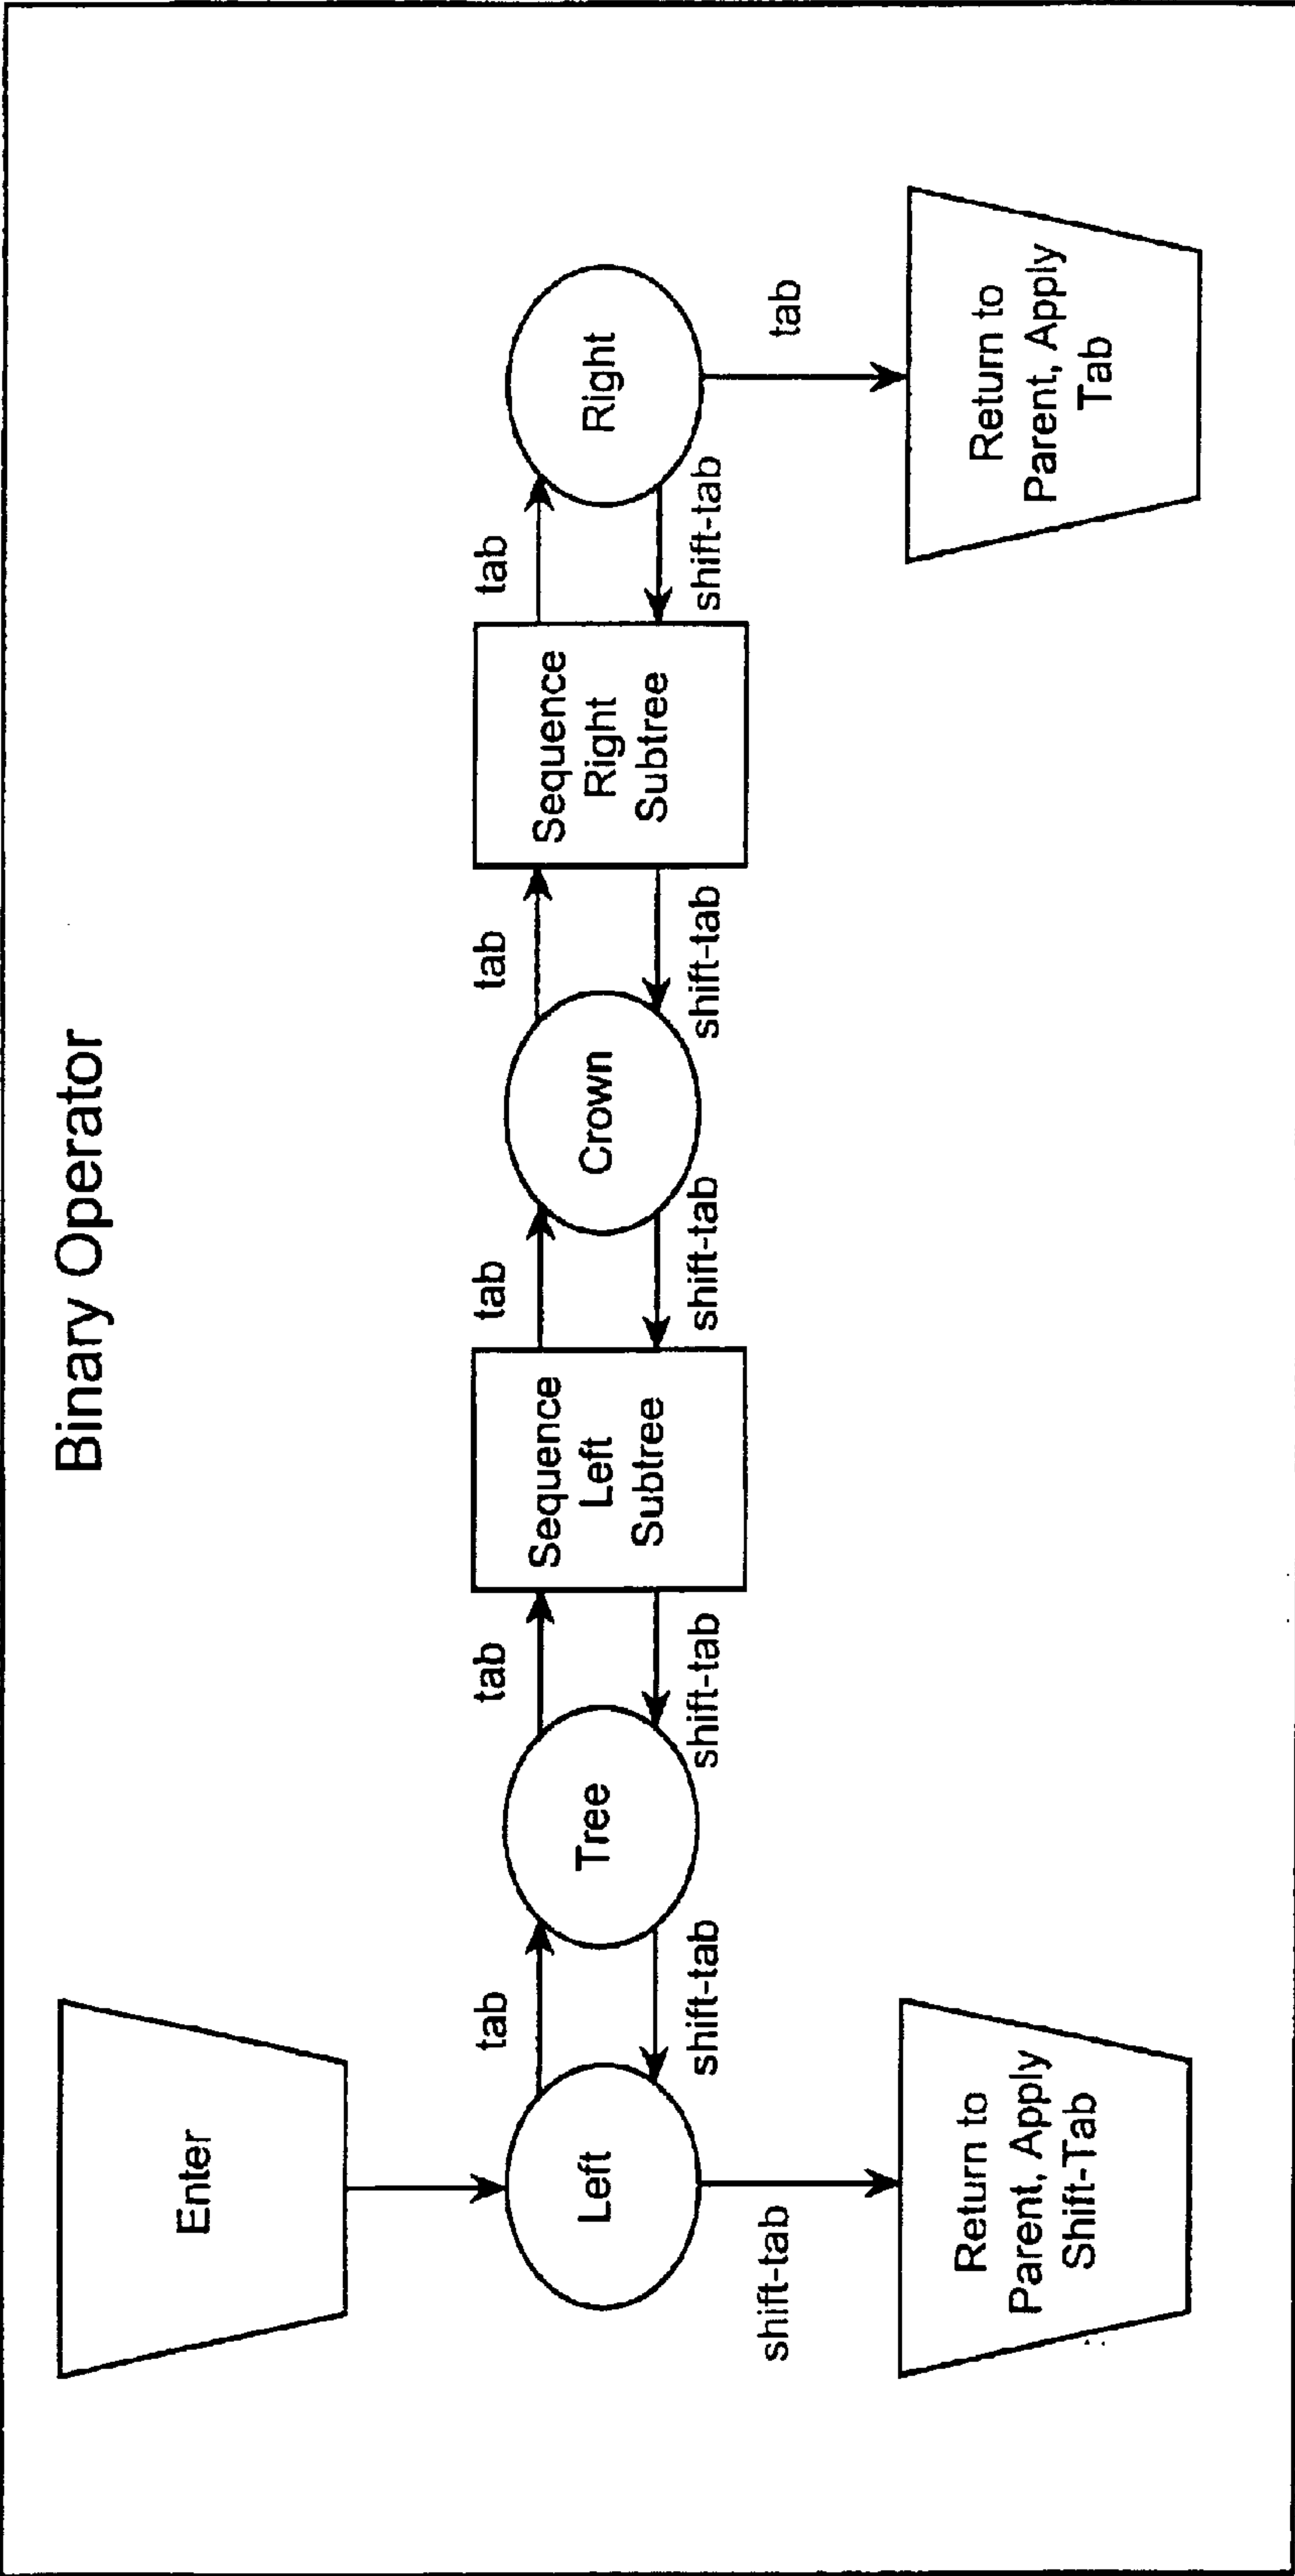 Binary Operator
Enter
Left
tab
shift-tab
Tree
tab
shift-tab
Sequence
Left
Subtree
tab
shift-tab
Crown
tab
shift-tab
Sequence
Right
Subtree
tab
shift-tab
Right
shift-tab
Return to
Parent, Apply
Shift-Tab
tab
Return to
Parent, Apply
Tab